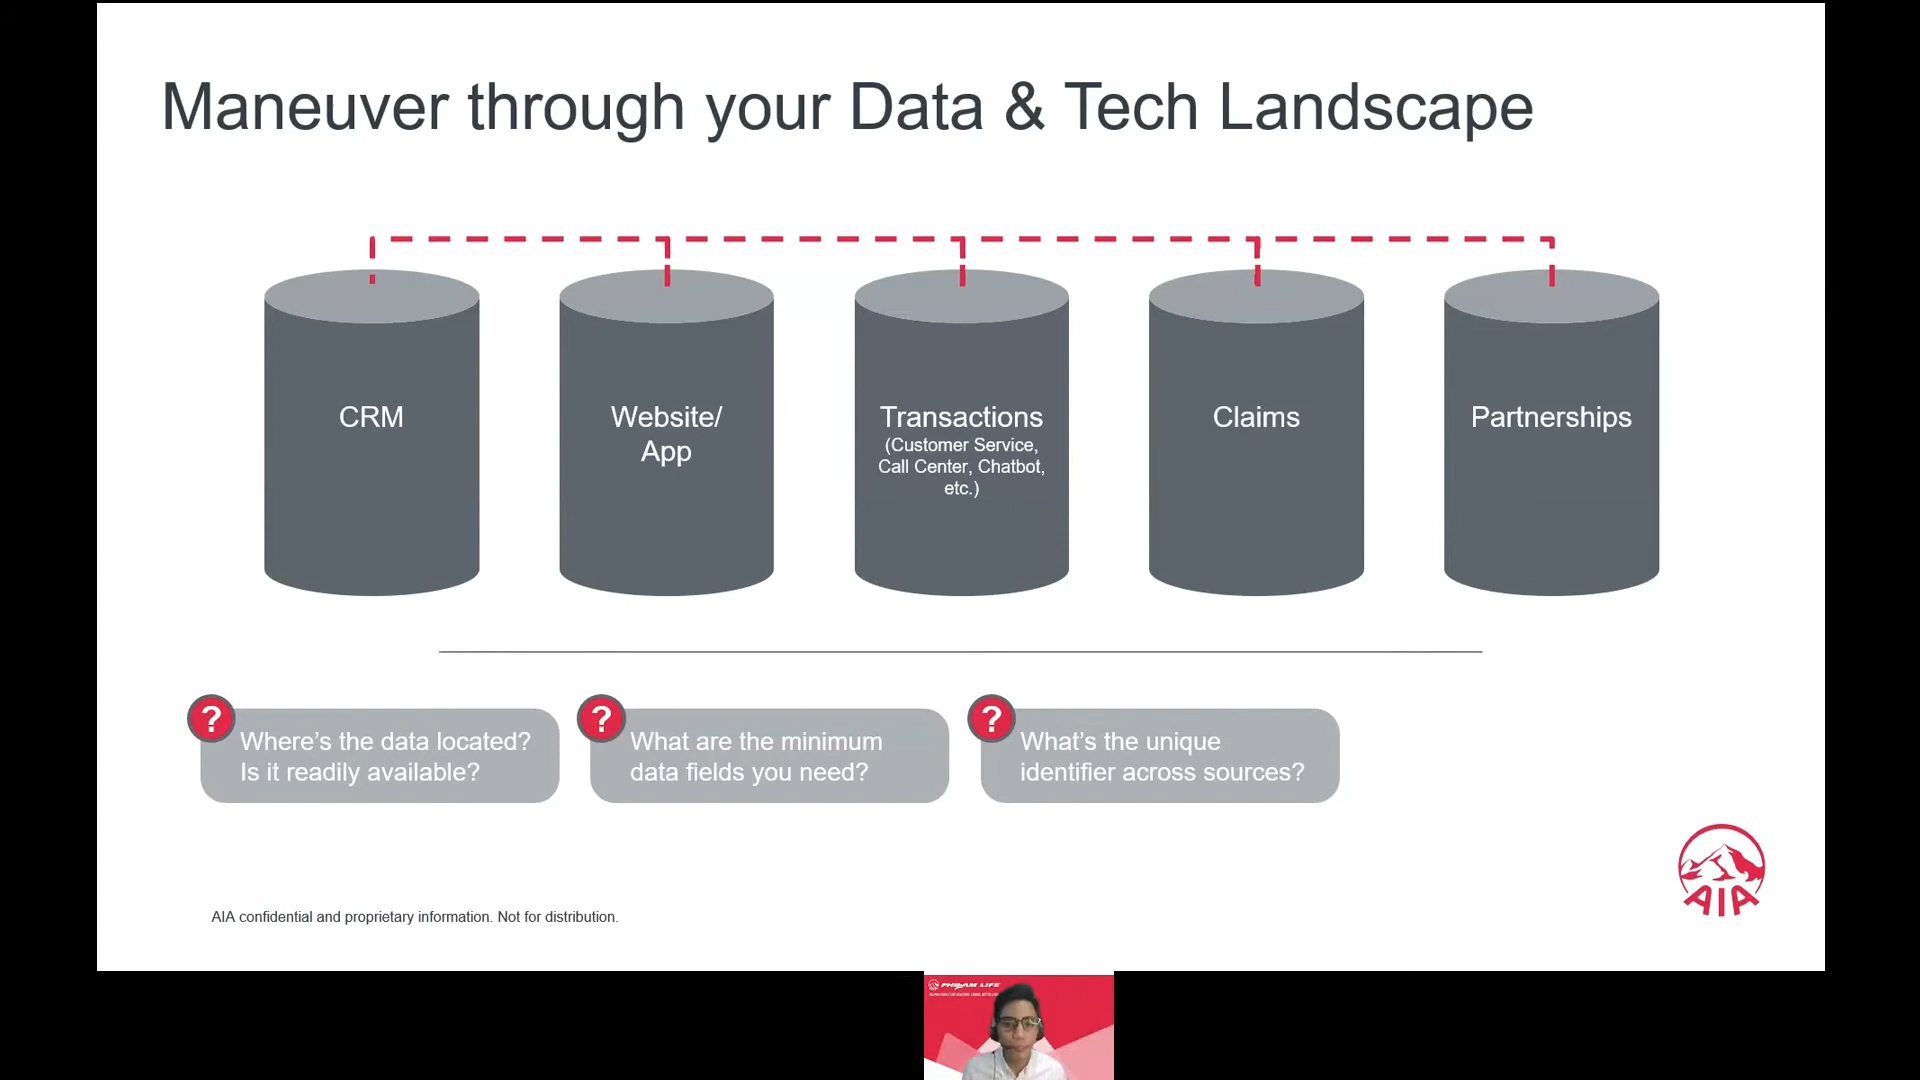 Maneuver through your Data & Tech Landscape
CRM
Website/
App
Transactions
(Customer Service,
Call Center, Chatbot,
etc.)
Claims
Partnerships
?
Where’s the data located?
Is it readily available?
?
What are the minimum
data fields you need?
?
What’s the unique
identifier across sources?
AIA
AIA confidential and proprietary information. Not for distribution.
PHILAM LIFE